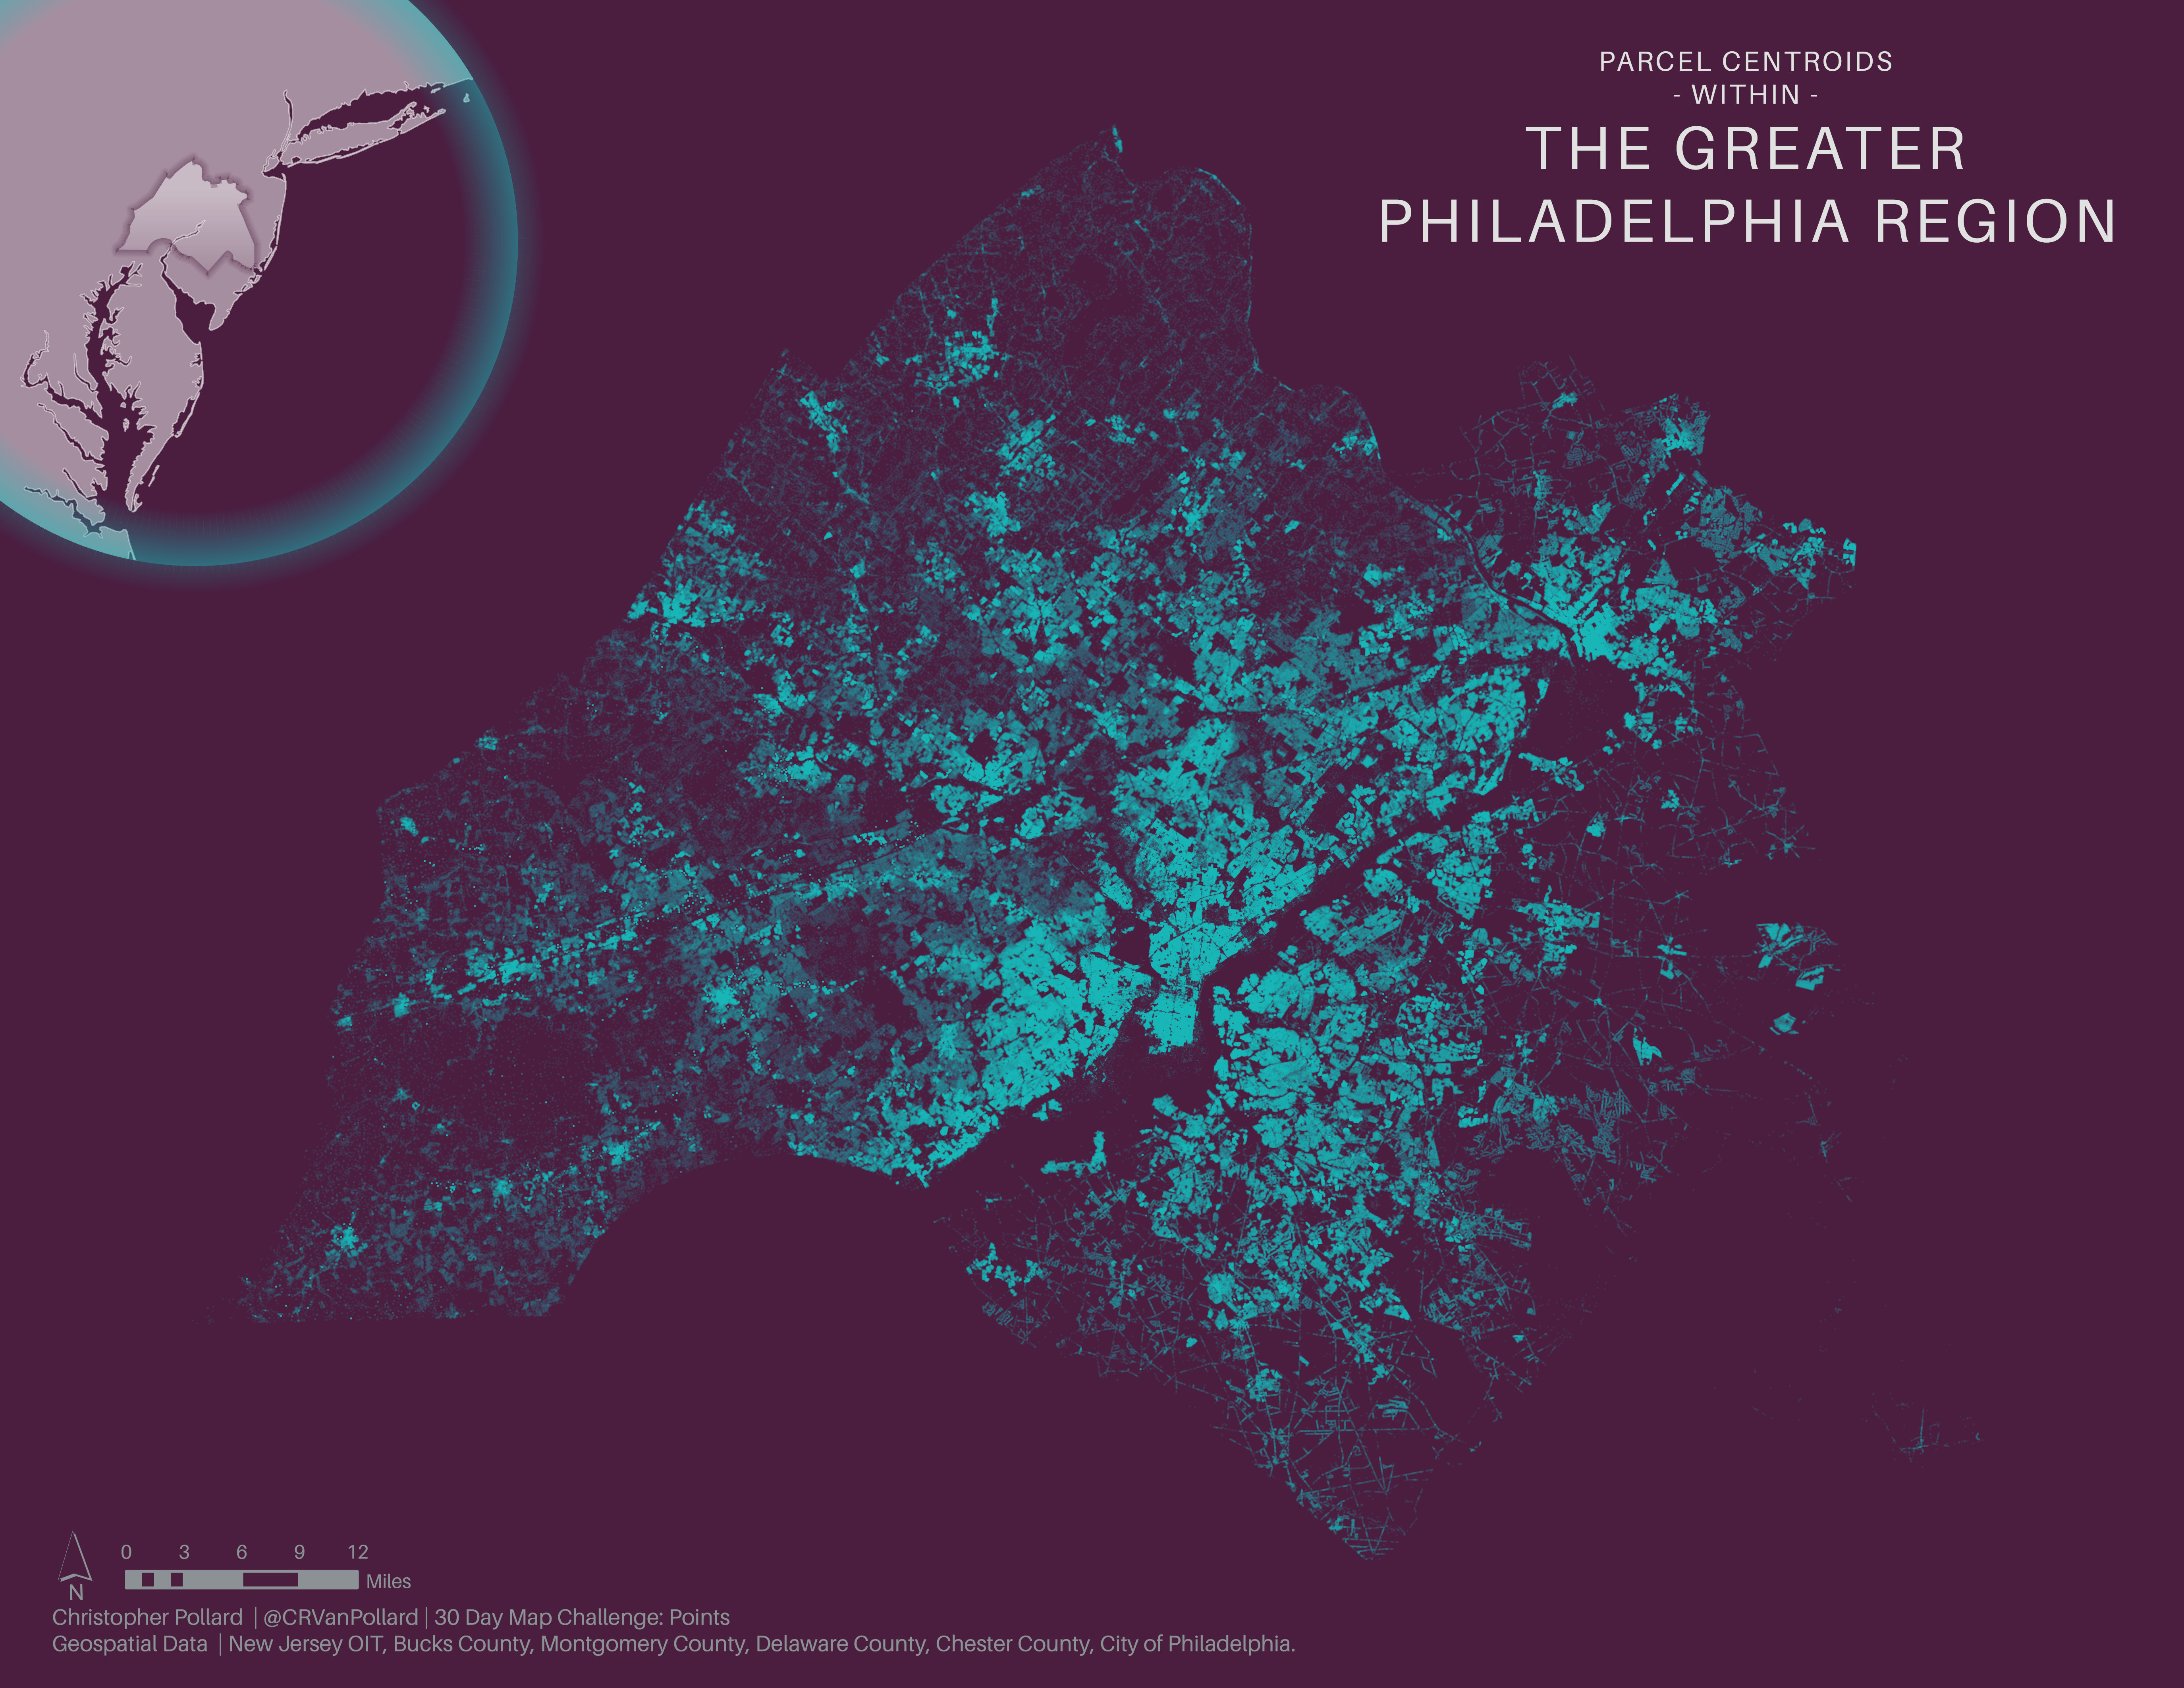 PARCEL CENTROIDS
- WITHIN -
THE GREATER
PHILADELPHIA REGION
0 3 6 9 12
Miles
N
Christopher Pollard | @CRVanPollard | 30 Day Map Challenge: Points
Geospatial Data | New Jersey OIT, Bucks County, Montgomery County, Delaware County, Chester County, City of Philadelphia.